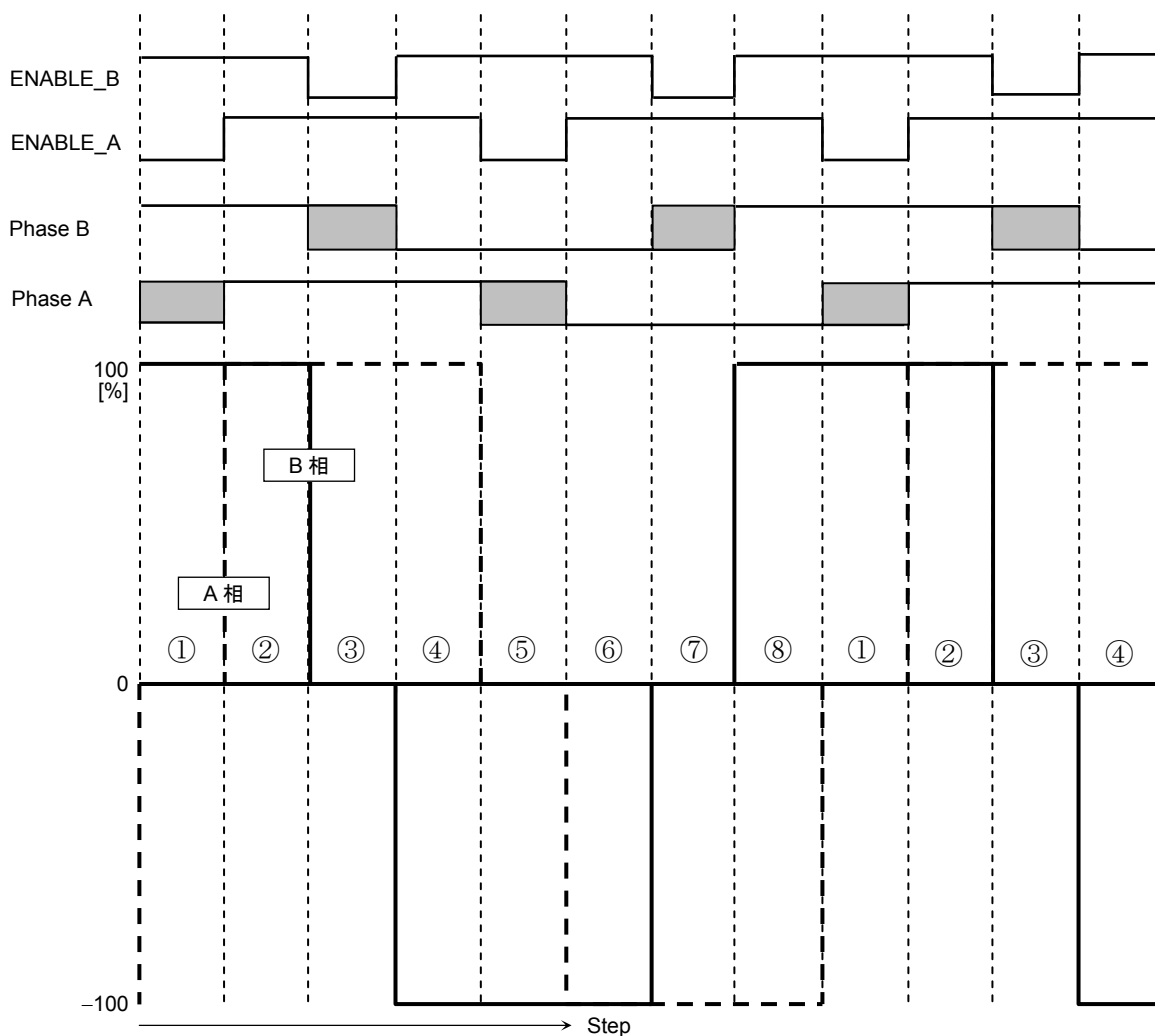 ENABLE_B
ENABLE_A
Phase B
Phase A
100
[%]
B 相
A 相
① ② ③ ④ ⑤ ⑥ ⑦ ⑧ ① ② ③ ④
0
−100
Step